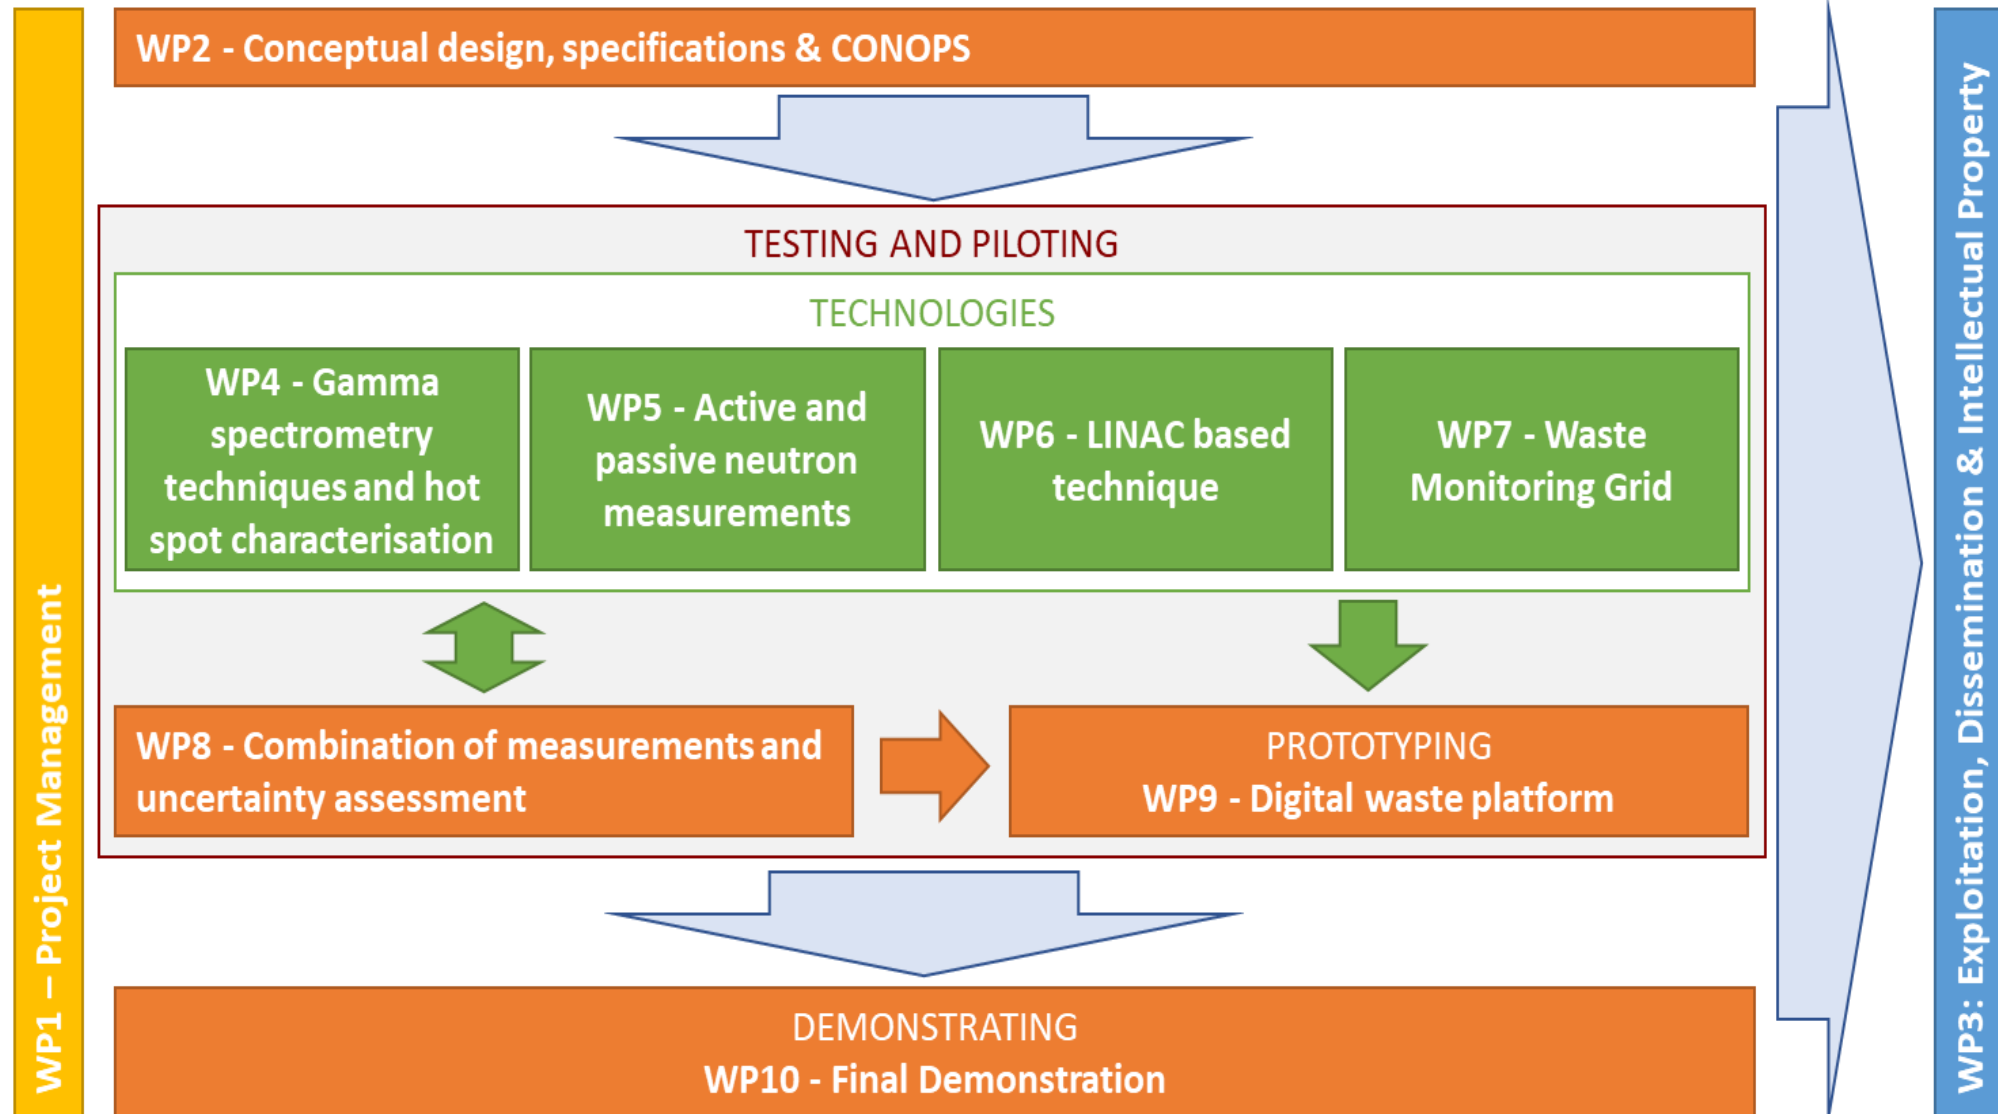 WP1 – Project Management
WP2 - Conceptual design, specifications & CONOPS
TESTING AND PILOTING
TECHNOLOGIES
WP4 - Gamma
spectrometry
techniques and hot
spot characterisation
WP5 - Active and
passive neutron
measurements
WP6 - LINAC based
technique
WP7 - Waste
Monitoring Grid
WP8 - Combination of measurements and
uncertainty assessment
PROTOTYPING
WP9 - Digital waste platform
DEMONSTRATING
WP10 - Final Demonstration
WP3: Exploitation, Dissemination & Intellectual Property